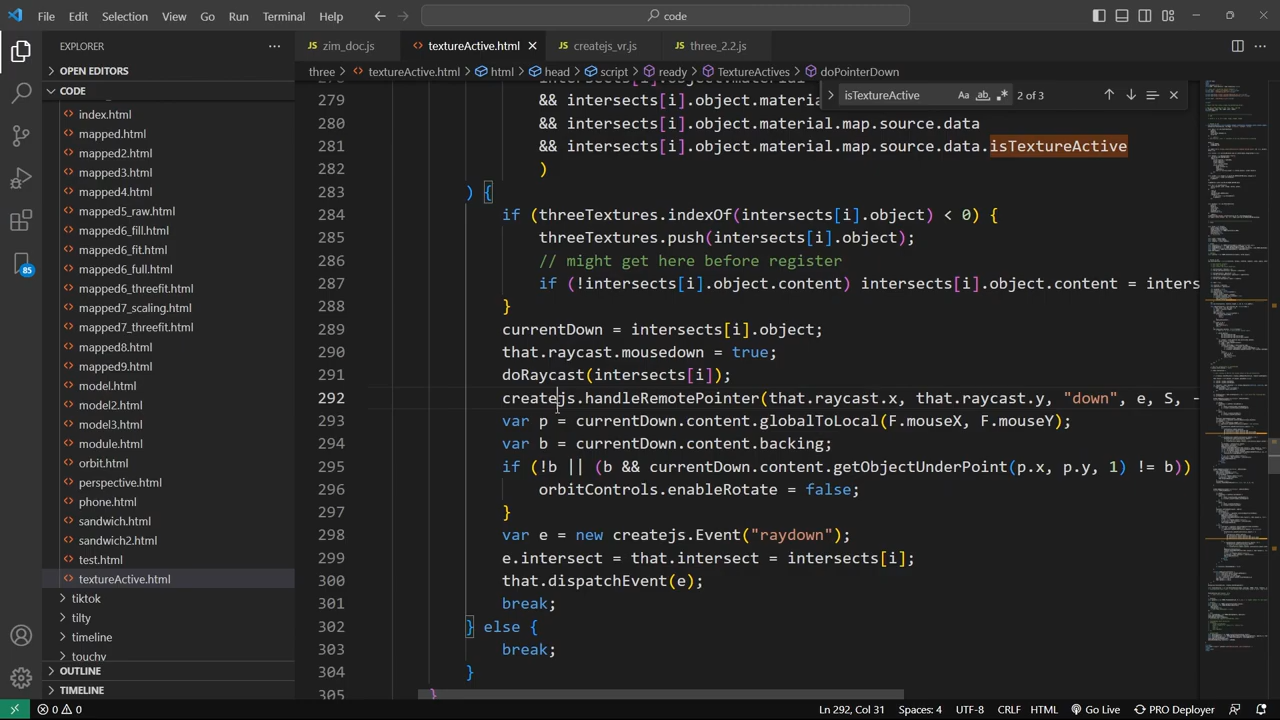 File Edit Selection View Go Run Terminal Help
code
EXPLORER
zim_doc.js
textureActive.html
createjs_vr.js
three_2.2.js
OPEN EDITORS
CODE
three > textureActive.html > html > head > script > ready > TextureActives > doPointerDown
isTextureActive
Aa
ab
2 of 3
index.html
mapped.html
mapped2.html
mapped3.html
mapped4.html
mapped5_raw.html
mapped6_fill.html
mapped6_fit.html
mapped6_full.html
mapped6_threefit.html
mapped7_scaling.html
mapped7_threefit.html
mapped8.html
mapped9.html
model.html
model2.html
model3.html
module.html
orbit.html
perspective.html
phone.html
sandwich.html
sandwich2.html
test.html
textureActive.html
tiktok
tilty
timeline
touchy
OUTLINE
TIMELINE
279 && intersects[i].object.materia
280 && intersects[i].object.material.map.source.data
281 && intersects[i].object.material.map.source.data.isTextureActive
282 )
283 ) {
284 if (threeTextures.indexOf(intersects[i].object) < 0) {
285 threeTextures.push(intersects[i].object);
286 might get here before register
287 if (!intersects[i].object.content) intersects[i].object.content = inters
288
289 currentDown = intersects[i].object;
290 that.raycast.mousedown = true;
291 doRaycast(intersects[i]);
292 js.handleRemotePointer(that.raycast.x, that.raycast.y, "down", e, S, -
293 var p = currentDown.content.globalToLocal(F.mouseX, F.mouseY);
294 var b = currentDown.content.backing;
295 if (!b || (b && currentDown.content.getObjectUnderPoint(p.x, p.y, 1) != b))
296 orbitControls.enableRotate = false;
297 }
298 var e = new createjs.Event("raydown");
299 e.intersect = that.intersect = intersects[i];
300 that.dispatchEvent(e);
301 break;
302 } else {
303 break;
304 }
305 }
85
0 0
Ln 292, Col 31
Spaces: 4
UTF-8
CRLF
HTML
Go Live
PRO Deployer